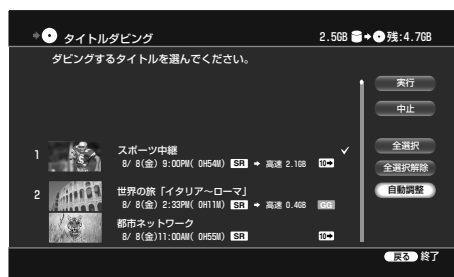 タイトルダビング 2.5GB 残:4.7GB
ダビングするタイトルを選んでください。
実行
中止
全選択
全選択解除
自動調整
1 スポーツ中継
8/ 8(金) 9:00PM( 0H54M) SR 高速 2.1GB 10
2 世界の旅「イタリア〜ローマ」
8/ 8(金) 2:33PM( 0H11M) SR 高速 0.4GB GG
都市ネットワーク
8/ 8(金)11:00AM( 0H55M) SR 10
戻る 終了